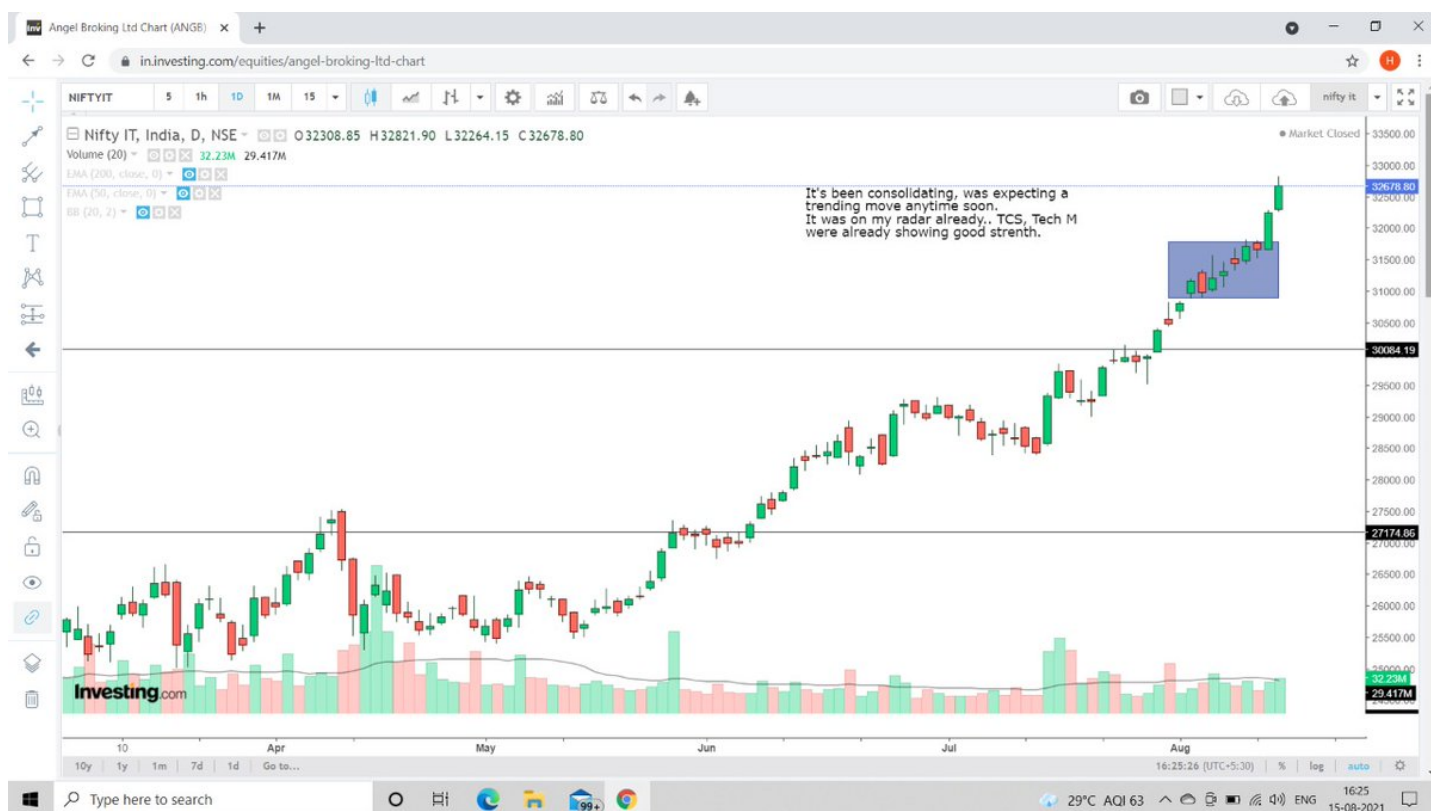 Angel Broking Ltd Chart (ANGB)
in.investing.com/equities/angel-broking-ltd-chart
H
NIFTYIT 5 1h 1D 1M 15
nifty it
Nifty IT, India, D, NSE O32308.85 H32821.90 L32264.15 C32678.80
Market Closed
Volume (20) 32.23M 29.417M
EMA (200, close, 0)
EMA (50, close, 0)
BB (20, 2)
It's been consolidating, was expecting a
trending move anytime soon.
It was on my radar already.. TCS, Tech M
were already showing good strenth.
33500.00
33000.00
32678.80
32500.00
32000.00
31500.00
31000.00
30500.00
30084.19
29500.00
29000.00
28500.00
28000.00
27500.00
27174.86
27000.00
26500.00
26000.00
25500.00
25000.00
32.23M
29.417M
Investing.com
10 Apr May Jun Jul Aug
10y 1y 1m 7d 1d Go to...
16:25:26 (UTC+5:30) % log auto
Type here to search
99+
29°C AQI 63
ENG
16:25
15-08-2021